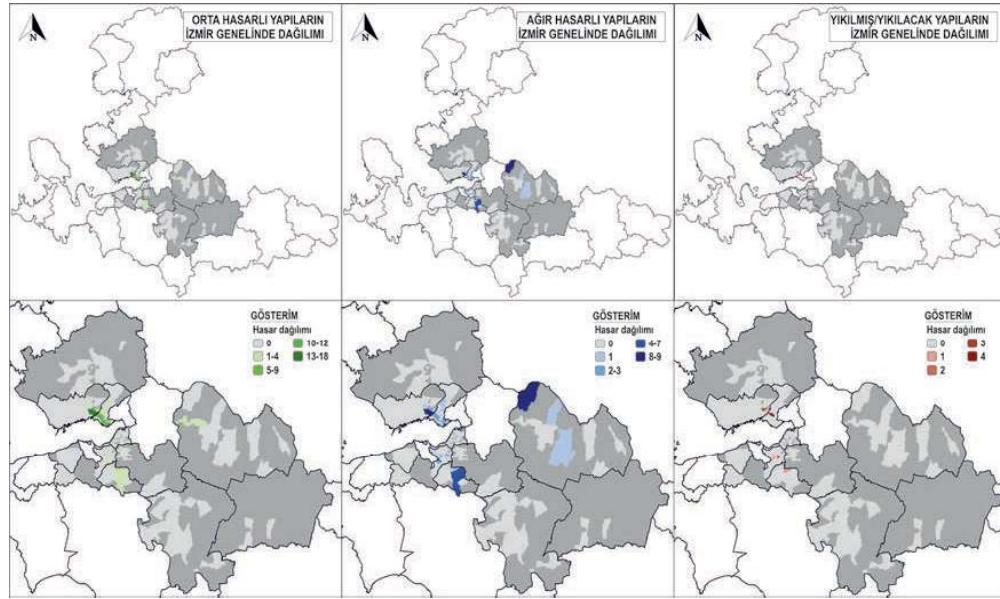 N
ORTA HASARLI YAPILARIN
İZMİR GENELİNDE DAĞILIMI
N
AĞIR HASARLI YAPILARIN
İZMİR GENELİNDE DAĞILIMI
N
YIKILMIŞ/YIKILACAK YAPILARIN
İZMİR GENELİNDE DAĞILIMI
GÖSTERİM
Hasar dağılımı
0 10-12
1-4 13-18
5-9
GÖSTERİM
Hasar dağılımı
0 4-7
1 8-9
2-3
GÖSTERİM
Hasar dağılımı
0 3
1 4
2